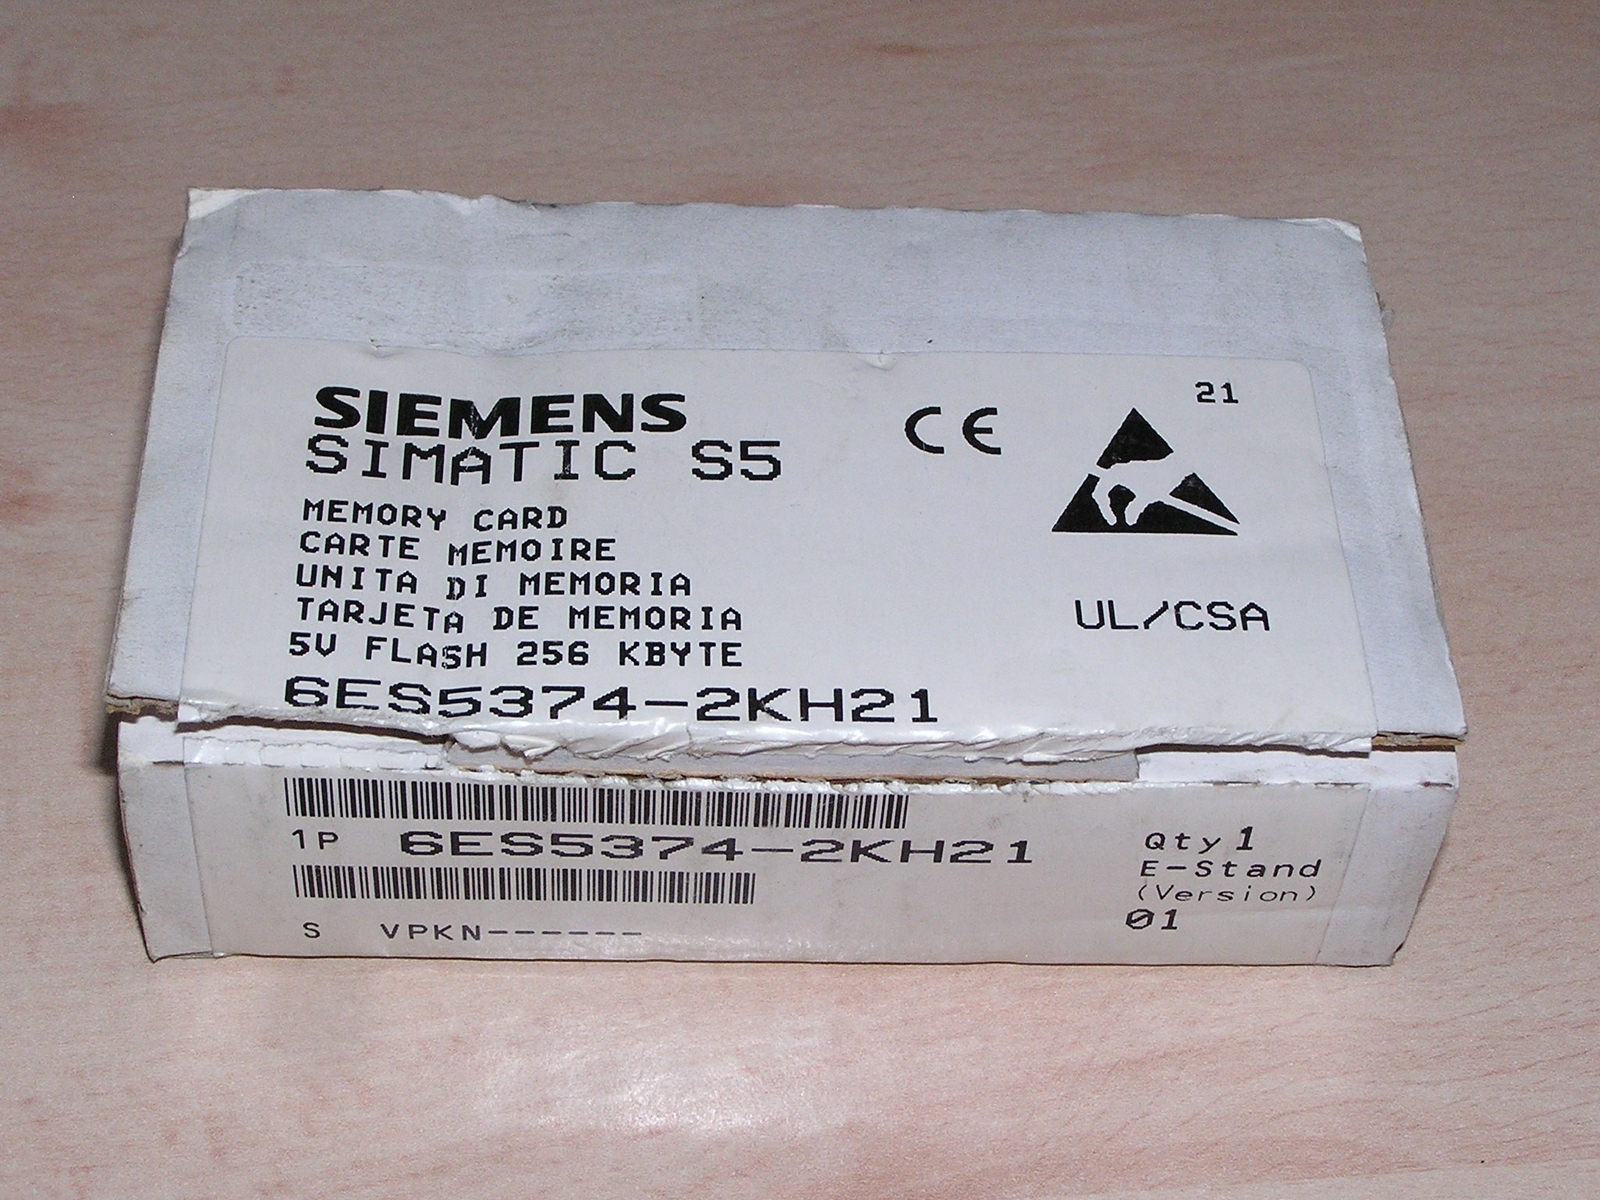 21
SIEMENS
SIMATIC S5
CE
MEMORY CARD
CARTE MEMOIRE
UNITA DI MEMORIA
TARJETA DE MEMORIA
5V FLASH 256 KBYTE
UL/CSA
6ES5374-2KH21
1P 6ES5374-2KH21
Qty 1
E-Stand
(Version)
01
S VPKN------